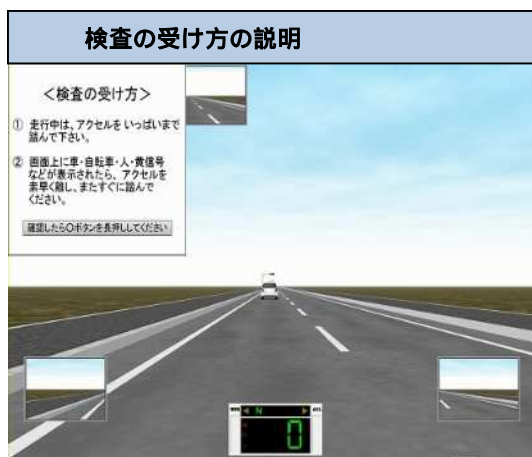 検査の受け方の説明
＜検査の受け方＞
① 走行中は、アクセルをいっぱいまで
踏んで下さい。
② 画面上に車・自転車・人・黄信号
などが表示されたら、アクセルを
素早く離し、またすぐに踏んで
ください。
確認したら○ボタンを長押ししてください
N
0